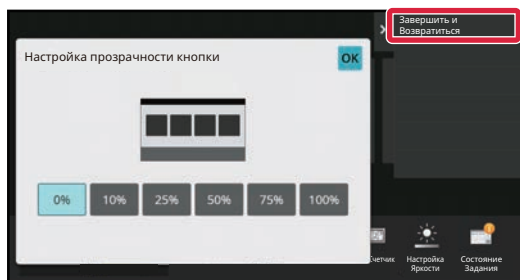 Завершить и
Возвратиться
Настройка прозрачности кнопки
OK
0% 10% 25% 50% 75% 100%
Счетчик
Настройка
Яркости
Состояние
Задания